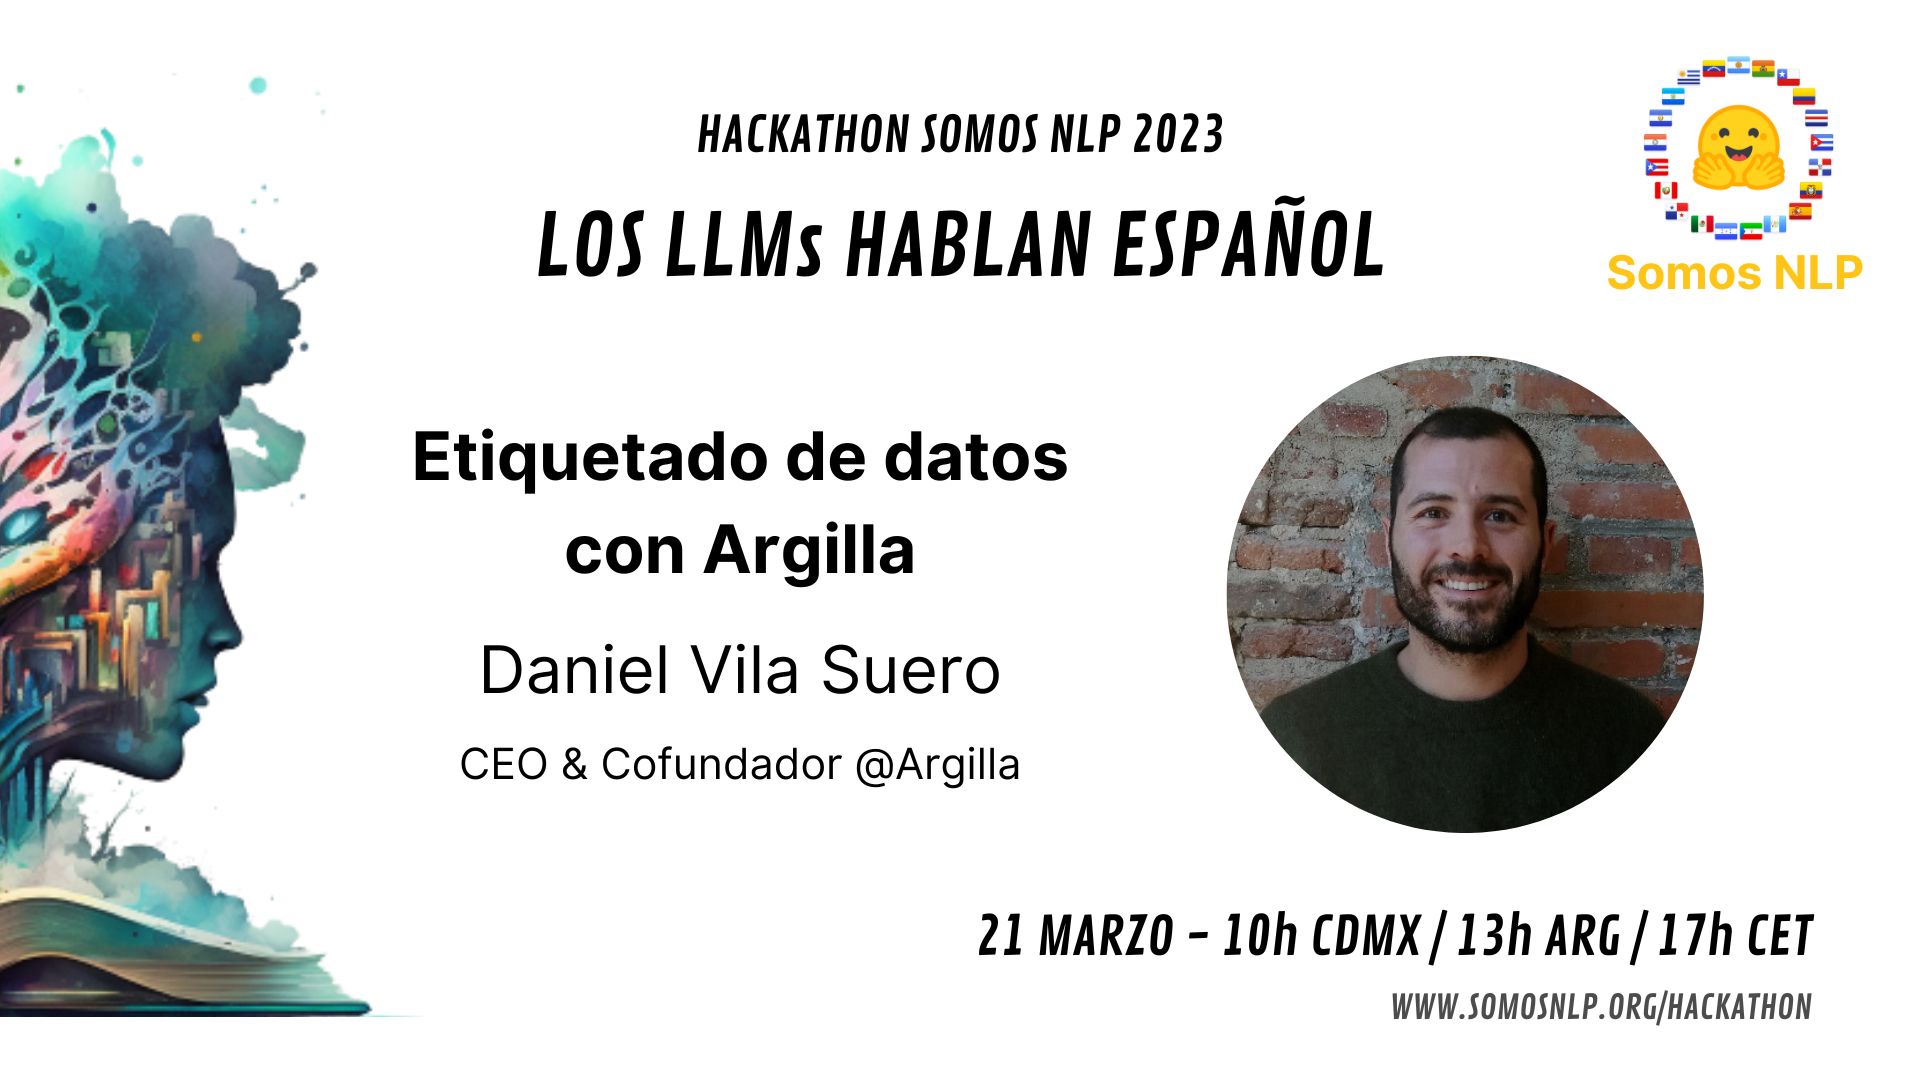 HACKATHON SOMOS NLP 2023
LOS LLMs HABLAN ESPAÑOL
Somos NLP
Etiquetado de datos
con Argilla
Daniel Vila Suero
CEO & Cofundador @Argilla
21 MARZO - 10h CDMX / 13h ARG / 17h CET
WWW.SOMOSNLP.ORG/HACKATHON